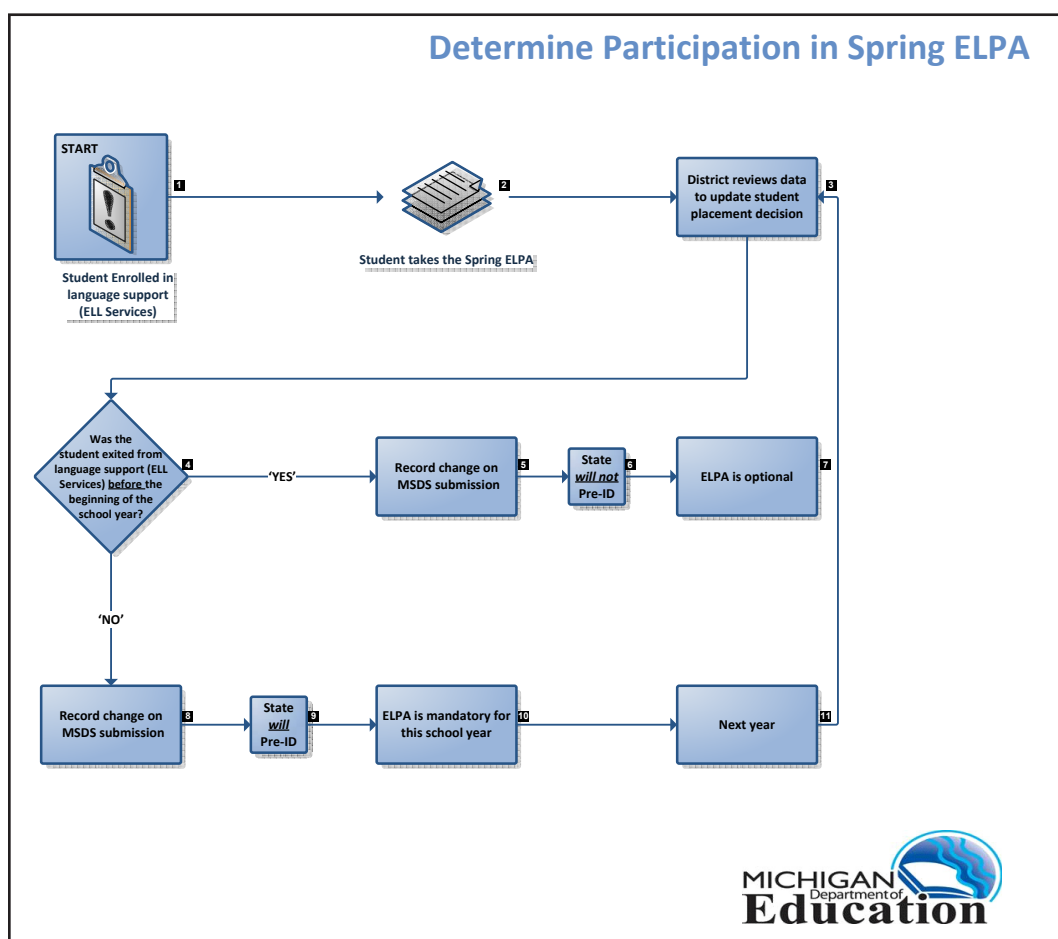 Determine Participation in Spring ELPA
START
1
2
3
District reviews data
to update student
placement decision
Student takes the Spring ELPA
Student Enrolled in
language support
(ELL Services)
Was the
student exited from
language support (ELL
Services) before the
beginning of the
school year?
4
'YES'
Record change on
MSDS submission
5
State
will not
Pre-ID
6
ELPA is optional
7
'NO'
Record change on
MSDS submission
8
State
will
Pre-ID
9
ELPA is mandatory for
this school year
10
Next year
11
MICHIGAN
Department of
Education